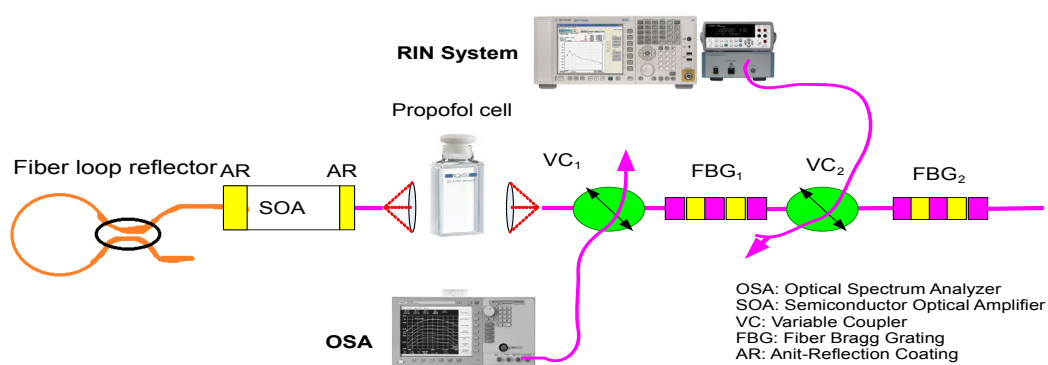 RIN System
Propofol cell
Fiber loop reflector
AR
AR
SOA
VC1
FBG1
VC2
FBG2
OSA
OSA: Optical Spectrum Analyzer
SOA: Semiconductor Optical Amplifier
VC: Variable Coupler
FBG: Fiber Bragg Grating
AR: Anit-Reflection Coating